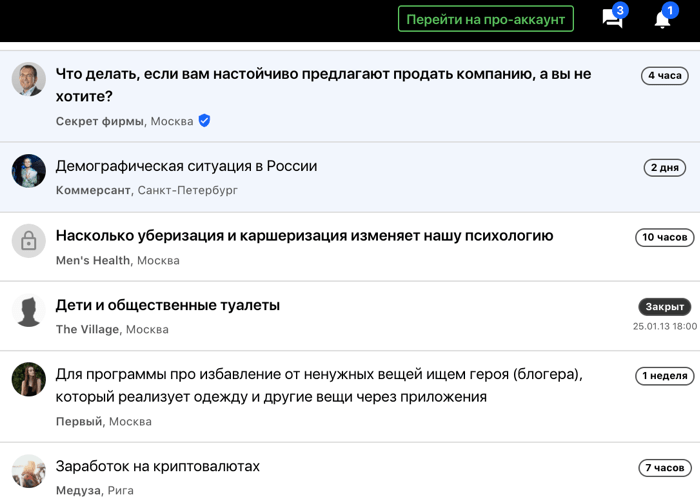 Перейти на про-аккаунт
3
1
Что делать, если вам настойчиво предлагают продать компанию, а вы не
хотите?
4 часа
Секрет фирмы, Москва
Демографическая ситуация в России
2 дня
Коммерсант, Санкт-Петербург
Насколько уберизация и каршеризация изменяет нашу психологию
10 часов
Men's Health, Москва
Дети и общественные туалеты
Закрыт
The Village, Москва
25.01.13 18:00
Для программы про избавление от ненужных вещей ищем героя (блогера),
1 неделя
который реализует одежду и другие вещи через приложения
Первый, Москва
Заработок на криптовалютах
7 часов
Медуза, Рига